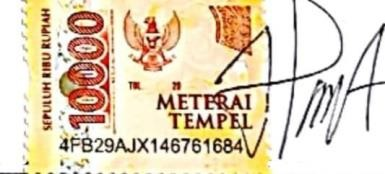 SEPULUH RIBU RUPIAH
10000
TGL. 20
METERAI
TEMPEL
4FB29AJX146761684